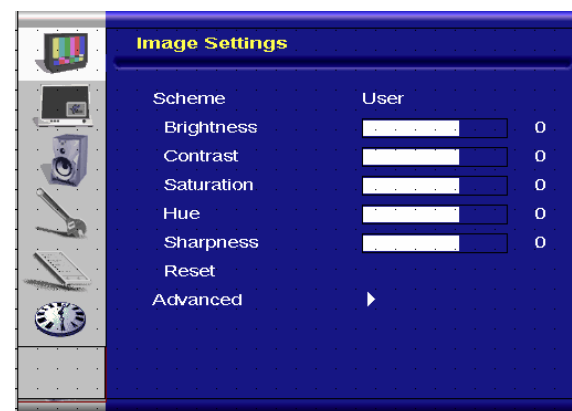 Image Settings
Scheme User
Brightness 0
Contrast 0
Saturation 0
Hue 0
Sharpness 0
Reset
Advanced